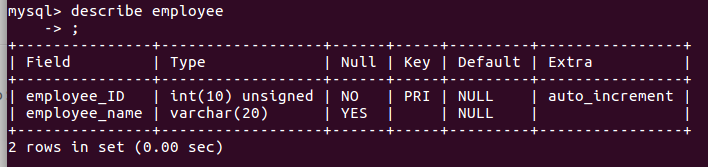 mysql> describe employee
    -> ;
+---------------+------------------+------+-----+---------+----------------+
| Field         | Type             | Null | Key | Default | Extra          |
+---------------+------------------+------+-----+---------+----------------+
| employee_ID   | int(10) unsigned | NO   | PRI | NULL    | auto_increment |
| employee_name | varchar(20)      | YES  |     | NULL    |                |
+---------------+------------------+------+-----+---------+----------------+
2 rows in set (0.00 sec)